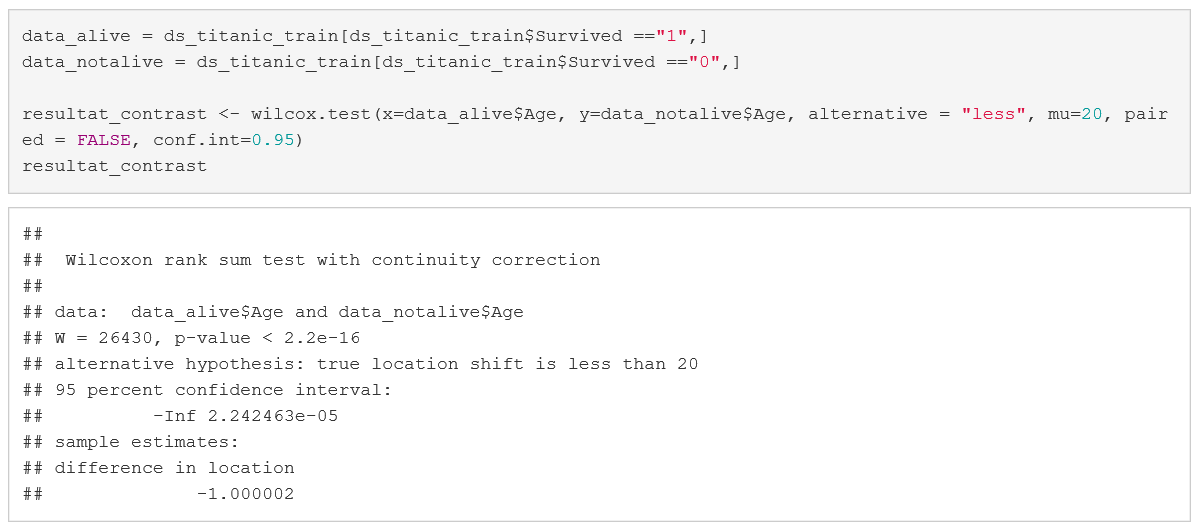 data_alive = ds_titanic_train[ds_titanic_train$Survived =="1",]
data_notalive = ds_titanic_train[ds_titanic_train$Survived =="0",]
resultat_contrast <- wilcox.test(x=data_alive$Age, y=data_notalive$Age, alternative = "less", mu=20, pair
ed = FALSE, conf.int=0.95)
resultat_contrast
##
##  Wilcoxon rank sum test with continuity correction
##
## data:  data_alive$Age and data_notalive$Age
## W = 26430, p-value < 2.2e-16
## alternative hypothesis: true location shift is less than 20
## 95 percent confidence interval:
##          -Inf 2.242463e-05
## sample estimates:
## difference in location
##              -1.000002